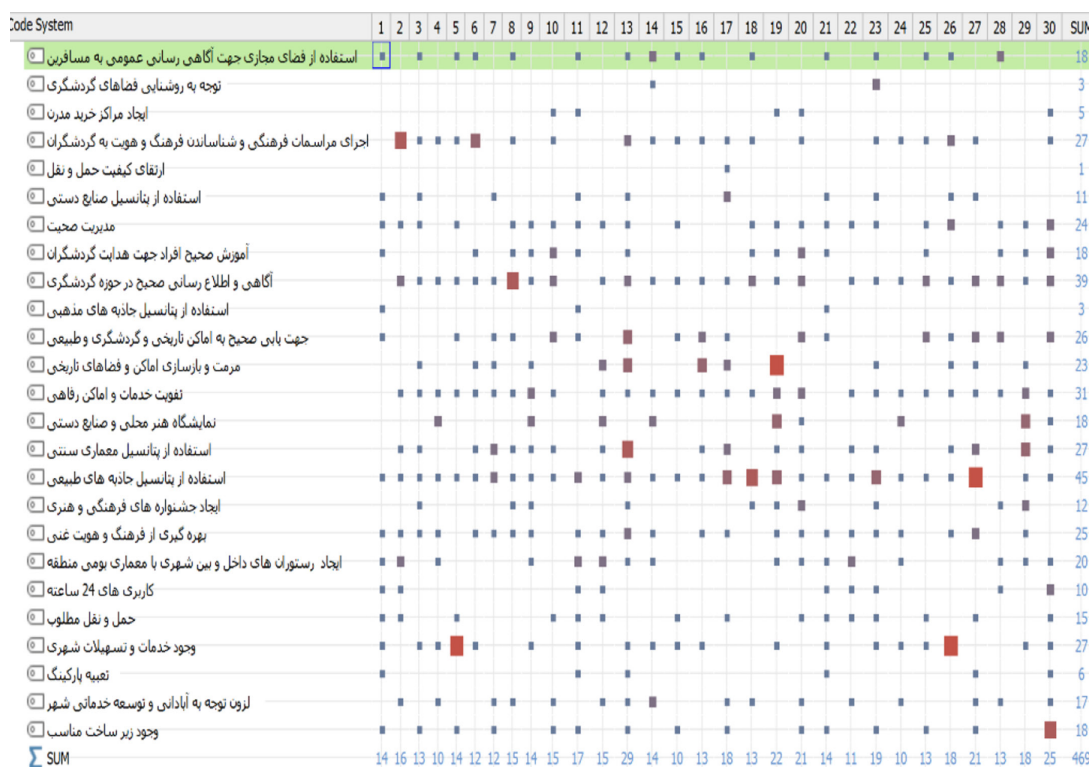 Code System 1 2 3 4 5 6 7 8 9 10 11 12 13 14 15 16 17 18 19 20 21 22 23 24 25 26 27 28 29 30 SUM
استفاده از فضای مجازی جهت آگاهی رسانی عمومی به مسافرین 18
توجه به روشنایی فضاهای گردشگری 3
ایجاد مراکز خرید مدرن 5
اجرای مراسمات فرهنگی و شناساندن فرهنگ و هویت به گردشگران 27
ارتقای کیفیت حمل و نقل 1
استفاده از پتانسیل صنایع دستی 11
مدیریت صحیت 24
آموزش صحیح افراد جهت هدایت گردشگران 18
آگاهی و اطلاع رسانی صحیح در حوزه گردشگری 39
استفاده از پتانسیل جاذبه های مذهبی 3
جهت یابی صحیح به اماکن تاریخی و گردشگری و طبیعی 26
مرمت و بازسازی اماکن و فضاهای تاریخی 23
تقویت خدمات و اماکن رفاهی 31
نمایشگاه هنر محلی و صنایع دستی 18
استفاده از پتانسیل معماری سنتی 27
استفاده از پتانسیل جاذبه های طبیعی 45
ایجاد جشنواره های فرهنگی و هنری 12
بهره گیری از فرهنگ و هویت غنی 25
ایجاد رستوران های داخل و بین شهری با معماری بومی منطقه 20
کاربری های 24 ساعته 10
حمل و نقل مطلوب 15
وجود خدمات و تسهیلات شهری 27
تعبیه پارکینگ 6
لزون توجه به آبادانی و توسعه خدماتی شهر 17
وجود زیر ساخت مناسب 18
Σ SUM 14 16 13 10 14 12 12 15 14 15 17 15 29 14 10 13 18 13 22 21 14 11 19 10 13 18 21 13 18 21